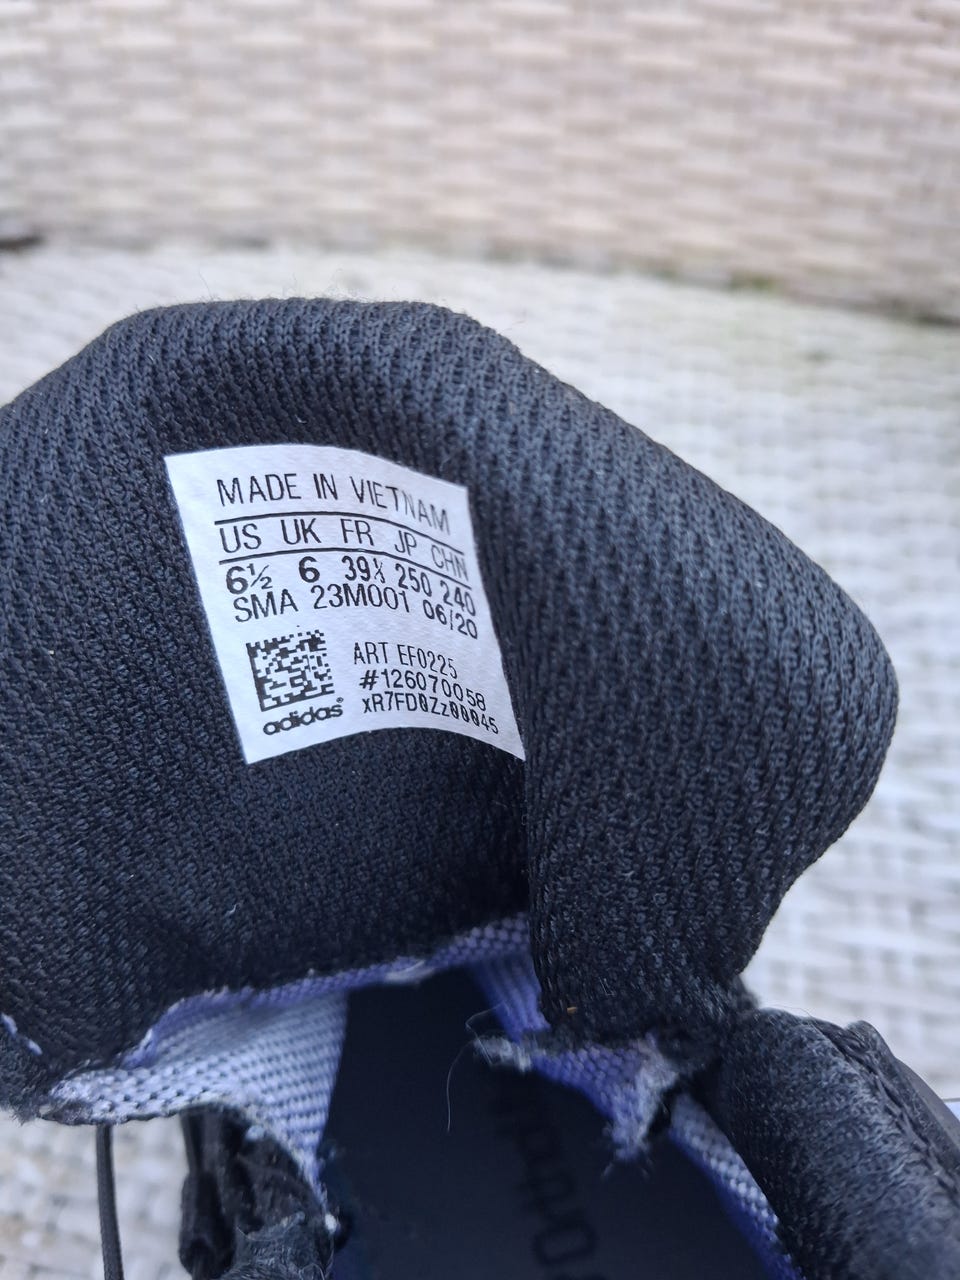 MADE IN VIETNAM
US UK FR JP CHN
6½ 6 39⅓ 250 240
SMA 23M001 06/20
ART EF0225
#126070058
xR7FD0Zz00045
adidas